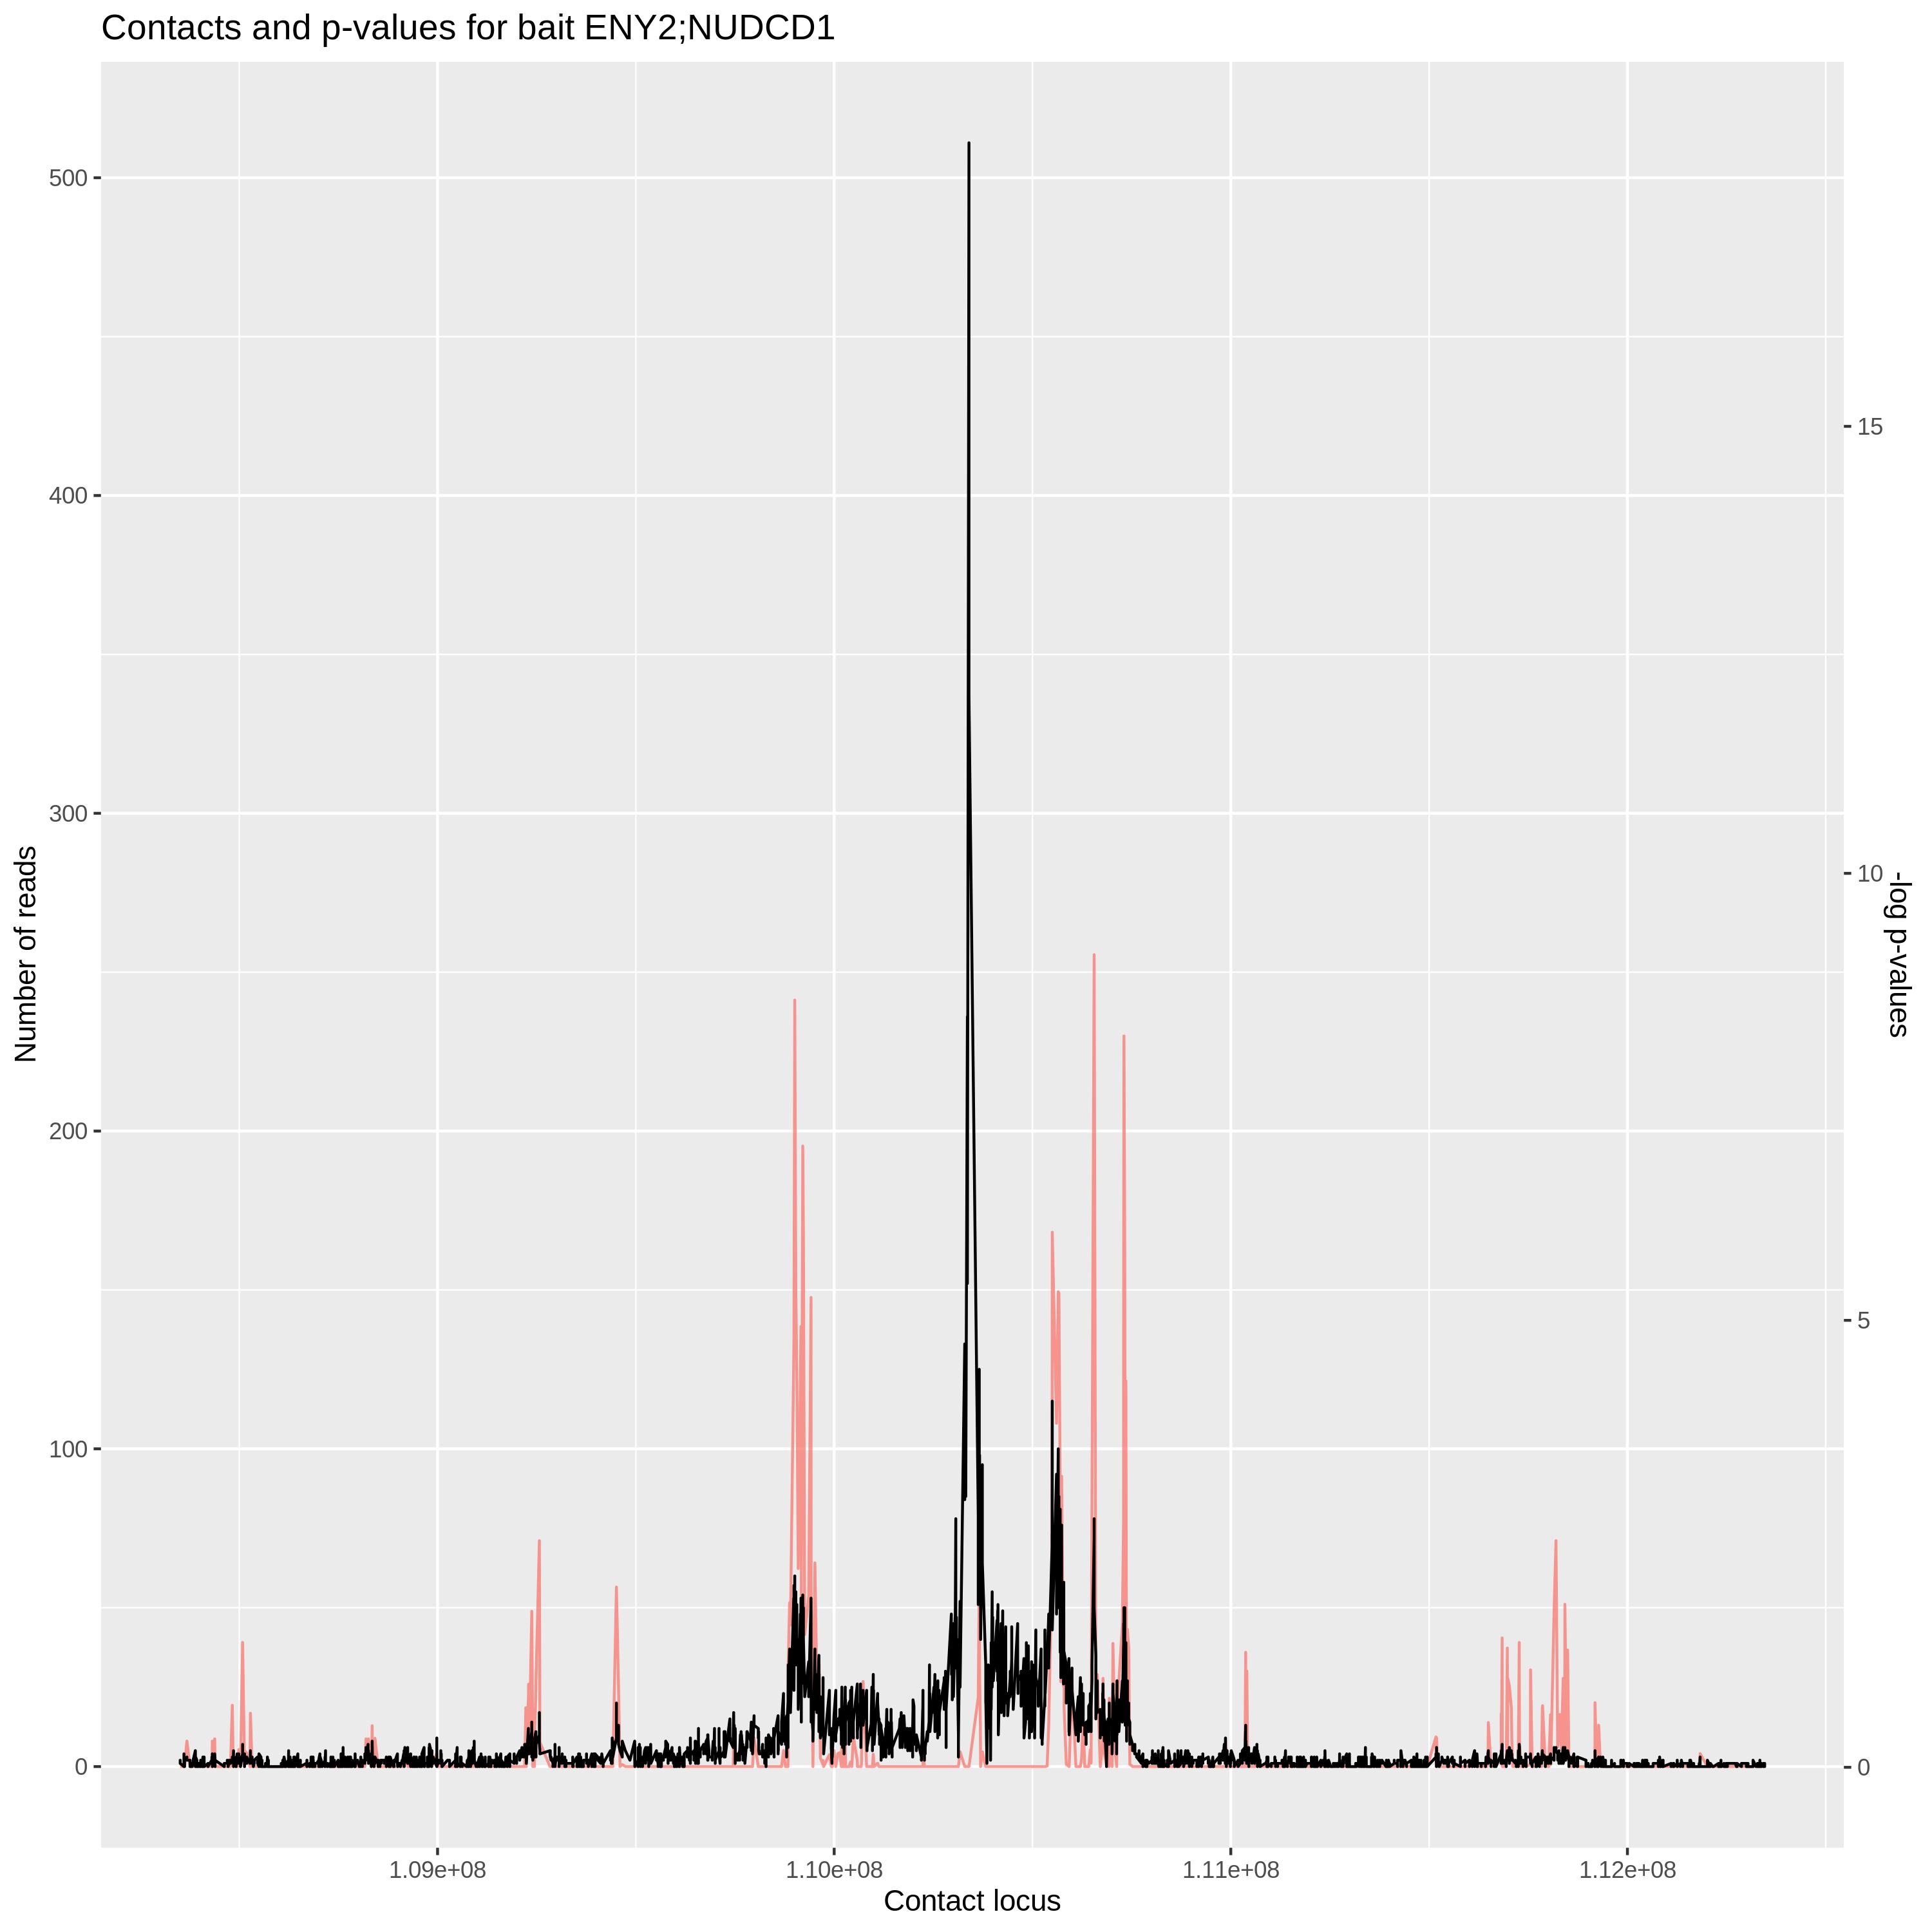 Contacts and p-values for bait ENY2;NUDCD1
500
400
300
200
100
0
Number of reads
15
10
5
0
-log p-values
1.09e+08
1.10e+08
1.11e+08
1.12e+08
Contact locus